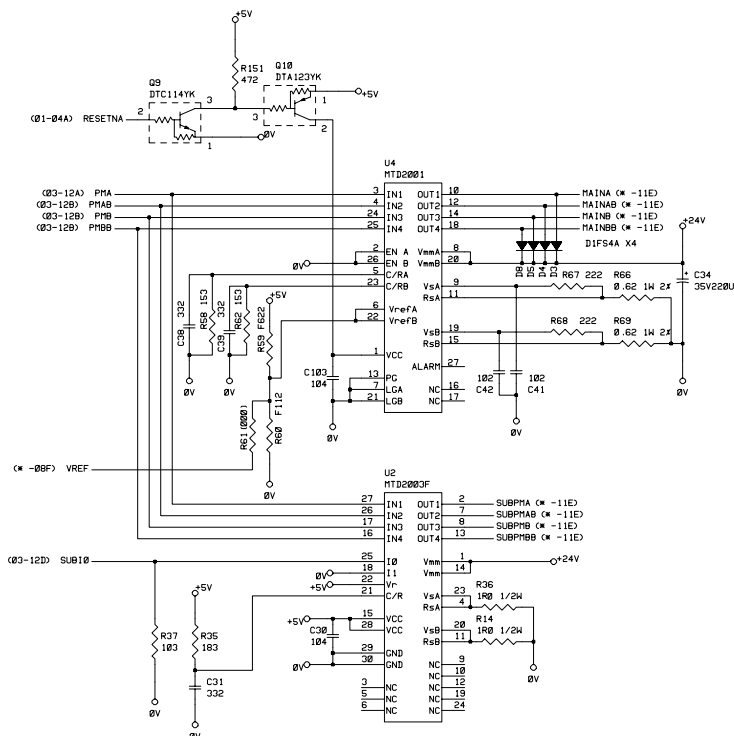 +5V
R151
472
Q10
DTA123YK
Q9
DTC114YK
3
1
+5V
2
3
2
(01-04A) RESETNA
1
0V
U4
MTD2001
(03-12A) PMA
3 IN1 OUT1 10
MAINA (* -11E)
(03-12B) PMAB
4 IN2 OUT2 12
MAINAB (* -11E)
(03-12B) PMB
24 IN3 OUT3 14
MAINB (* -11E)
(03-12B) PMBB
25 IN4 OUT4 18
MAINBB (* -11E)
+24V
D1FS4A X4
2 EN A VmmA 8
0V
26 EN B VmmB 20
D8
D5
D4
D3
5 C/RA VsA 9
R67 222
R66
C34
35V220U
23 C/RB RsA 11
0.62 1W 2%
C38 332
R58 153
C39 332
R62 153
+5V
6 VrefA
22 VrefB
VsB 19
R68 222
R69
RsB 15
0.62 1W 2%
R59 F622
1 VCC
ALARM 27
C103
104
13 PG
7 LGA NC 16
21 LGB NC 17
102
C42
102
C41
0V
0V
0V
0V
0V
R61(000)
R60 F112
0V
(* -08F) VREF
0V
U2
MTD2003F
27 IN1 OUT1 2
SUBPMA (* -11E)
26 IN2 OUT2 7
SUBPMAB (* -11E)
17 IN3 OUT3 8
SUBPMB (* -11E)
16 IN4 OUT4 13
SUBPMBB (* -11E)
(03-12D) SUBI0
25 I0 Vmm 1
+24V
0V
18 I1 Vmm 14
+5V
22 Vr
21 C/R VsA 23
R36
RsA 4
1R0 1/2W
+5V
R14
+5V
15 VCC VsB 20
1R0 1/2W
28 VCC RsB 11
C30
104
R37
103
R35
183
29 GND
0V
30 GND NC 9
0V
NC 10
3 NC NC 12
5 NC NC 19
6 NC NC 24
C31
332
0V
0V